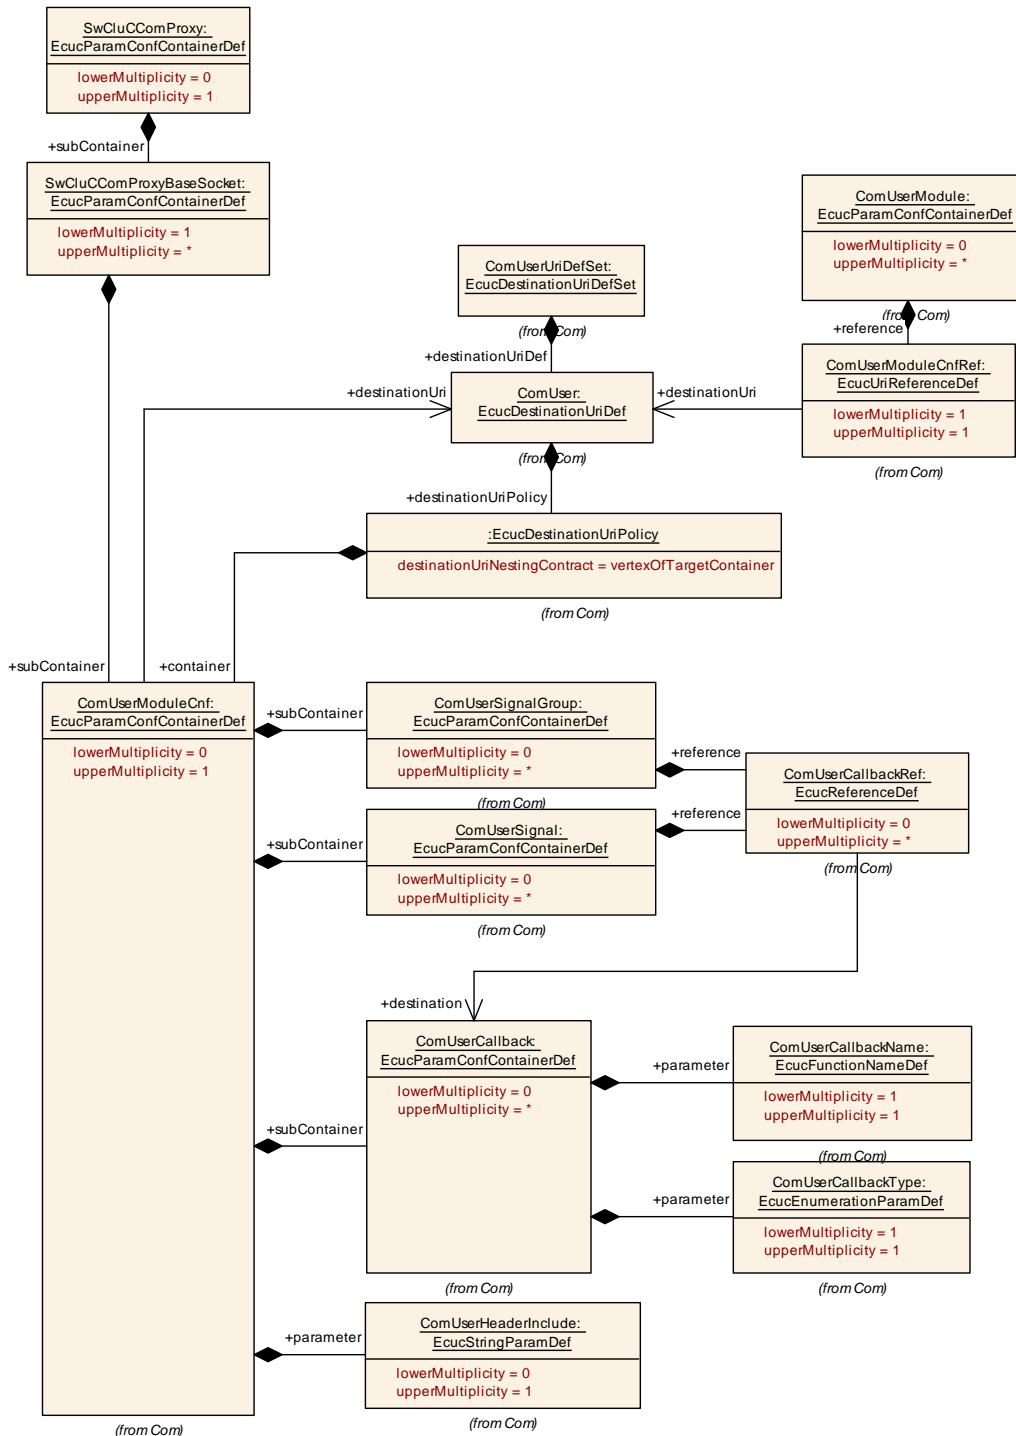 SwCluCComProxy:
EcucParamConfContainerDef
lowerMultiplicity = 0
upperMultiplicity = 1
+subContainer
SwCluCComProxyBaseSocket:
EcucParamConfContainerDef
lowerMultiplicity = 1
upperMultiplicity = *
ComUserModule:
EcucParamConfContainerDef
lowerMultiplicity = 0
upperMultiplicity = *
(from Com)
ComUserUriDefSet:
EcucDestinationUriDefSet
(from Com)
+reference
+destinationUriDef
ComUserModuleCnfRef:
EcucUriReferenceDef
lowerMultiplicity = 1
upperMultiplicity = 1
(from Com)
+destinationUri
ComUser:
EcucDestinationUriDef
+destinationUri
(from Com)
+destinationUriPolicy
:EcucDestinationUriPolicy
destinationUriNestingContract = vertexOfTargetContainer
(from Com)
+subContainer
+container
ComUserModuleCnf:
EcucParamConfContainerDef
lowerMultiplicity = 0
upperMultiplicity = 1
+subContainer
ComUserSignalGroup:
EcucParamConfContainerDef
lowerMultiplicity = 0
upperMultiplicity = *
(from Com)
+reference
ComUserCallbackRef:
EcucReferenceDef
lowerMultiplicity = 0
upperMultiplicity = *
(from Com)
+reference
+subContainer
ComUserSignal:
EcucParamConfContainerDef
lowerMultiplicity = 0
upperMultiplicity = *
(from Com)
+destination
ComUserCallback:
EcucParamConfContainerDef
lowerMultiplicity = 0
upperMultiplicity = *
+subContainer
(from Com)
+parameter
ComUserCallbackName:
EcucFunctionNameDef
lowerMultiplicity = 1
upperMultiplicity = 1
(from Com)
+parameter
ComUserCallbackType:
EcucEnumerationParamDef
lowerMultiplicity = 1
upperMultiplicity = 1
(from Com)
+parameter
ComUserHeaderInclude:
EcucStringParamDef
lowerMultiplicity = 0
upperMultiplicity = 1
(from Com)
(from Com)